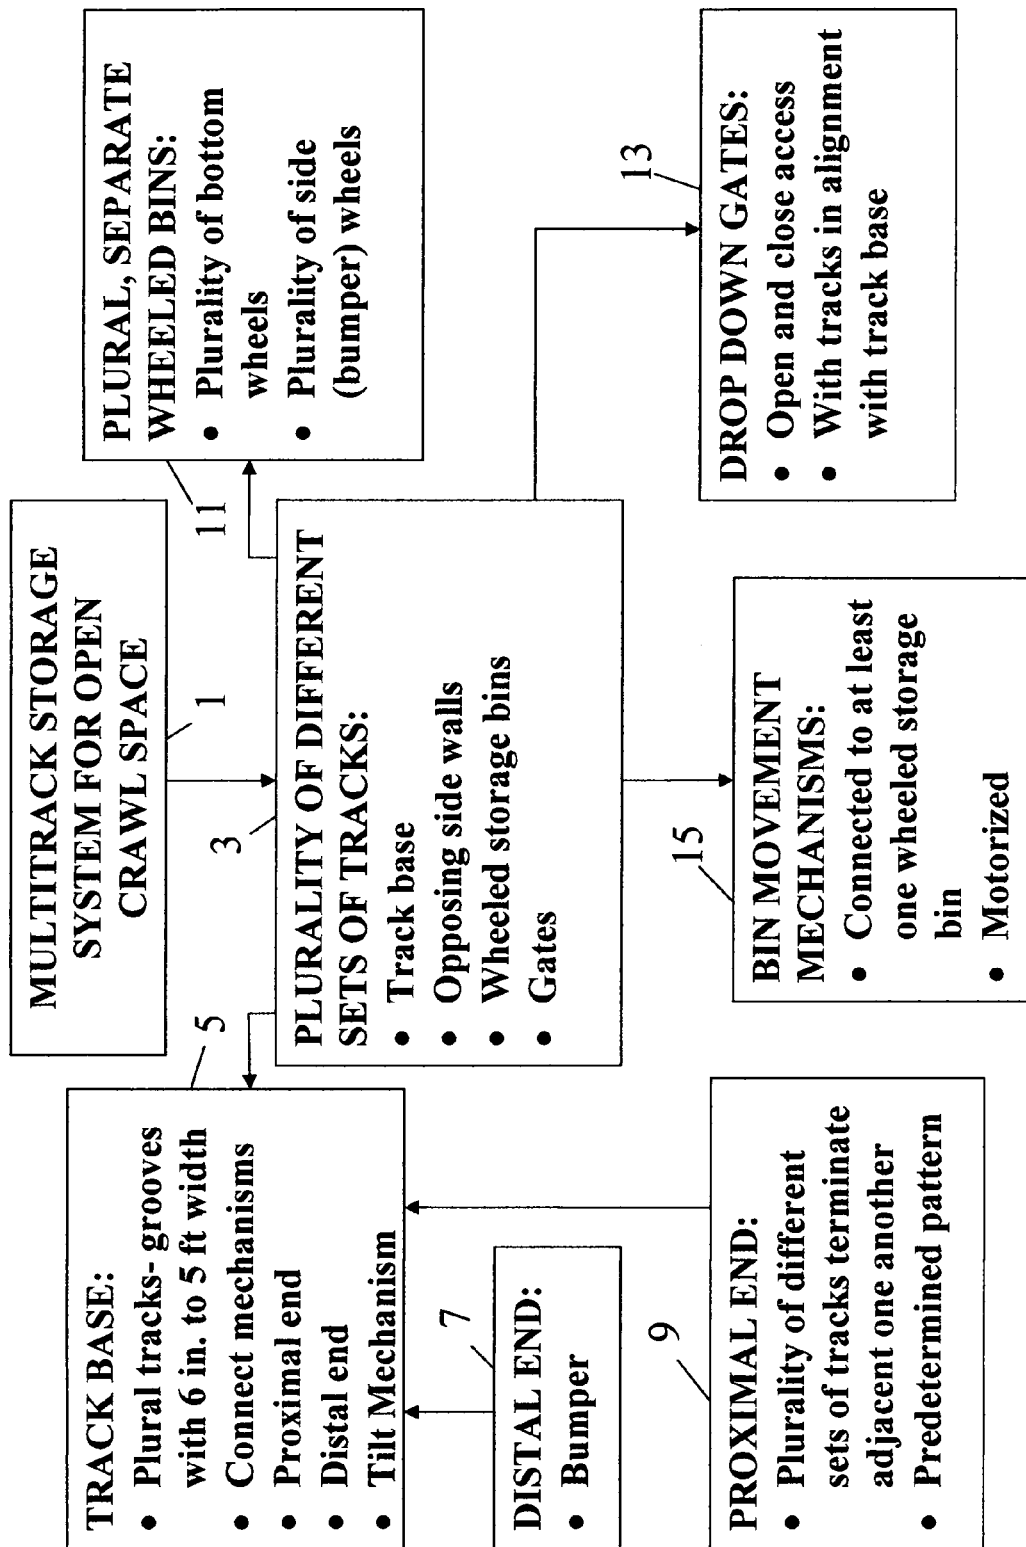 MULTITRACK STORAGE
SYSTEM FOR OPEN
CRAWL SPACE
1
TRACK BASE:
• Plural tracks- grooves
with 6 in. to 5 ft width
• Connect mechanisms
• Proximal end
• Distal end
• Tilt Mechanism
5
3
PLURALITY OF DIFFERENT
SETS OF TRACKS:
• Track base
• Opposing side walls
• Wheeled storage bins
• Gates
11
PLURAL, SEPARATE
WHEELED BINS:
• Plurality of bottom
wheels
• Plurality of side
(bumper) wheels
7
DISTAL END:
• Bumper
9
PROXIMAL END:
• Plurality of different
sets of tracks terminate
adjacent one another
• Predetermined pattern
15
BIN MOVEMENT
MECHANISMS:
• Connected to at least
one wheeled storage
bin
• Motorized
13
DROP DOWN GATES:
• Open and close access
• With tracks in alignment
with track base